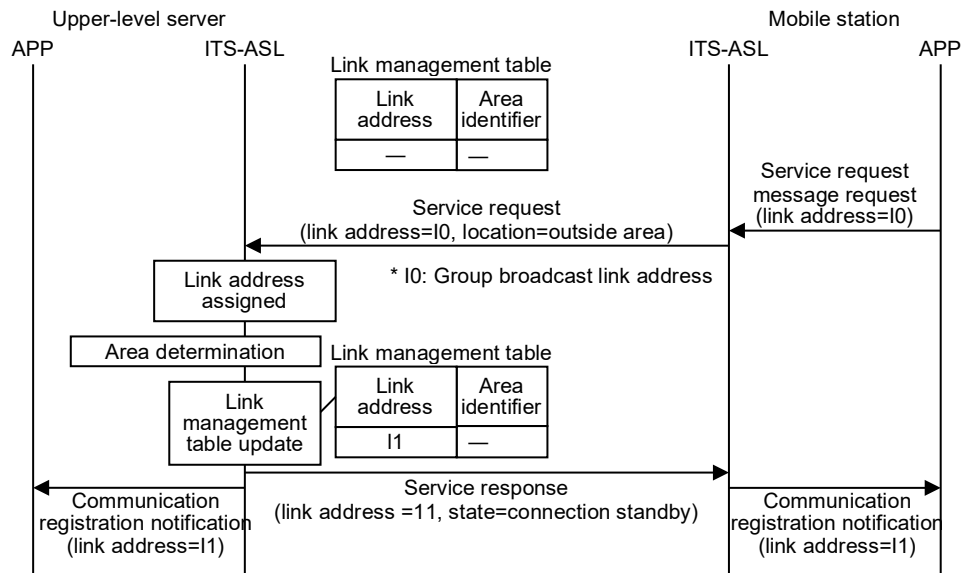 Upper-level server
Mobile station
APP
ITS-ASL
ITS-ASL
APP
Link management table
Link
address
Area
identifier
—
—
Service request
message request
(link address=I0)
Service request
(link address=I0, location=outside area)
* I0: Group broadcast link address
Link address
assigned
Area determination
Link management table
Link
management
table update
Link
address
Area
identifier
I1
—
Service response
(link address =11, state=connection standby)
Communication
registration notification
(link address=I1)
Communication
registration notification
(link address=I1)